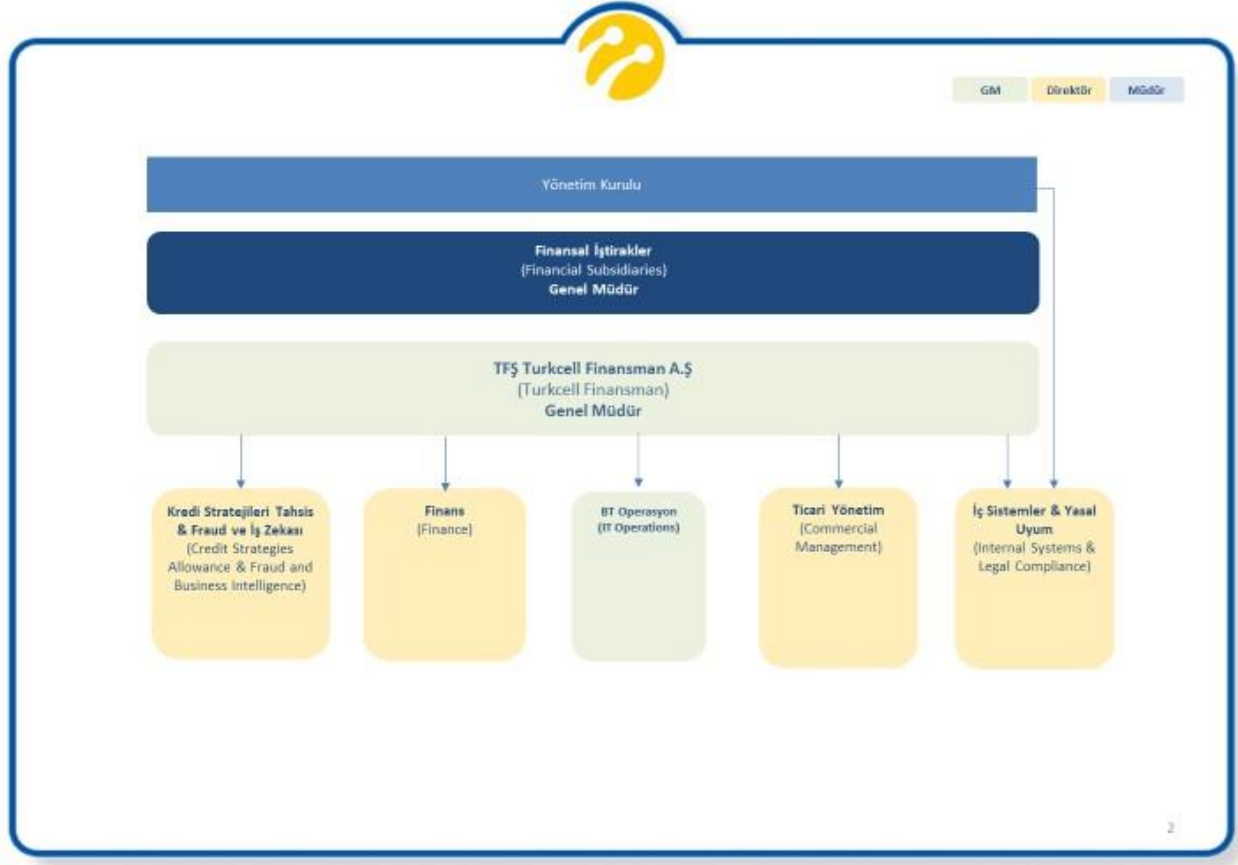 GM Direktör Müdür
Yönetim Kurulu
Finansal İştirakler
(Financial Subsidiaries)
Genel Müdür
TFŞ Turkcell Finansman A.Ş
(Turkcell Finansman)
Genel Müdür
Kredi Stratejileri Tahsis
& Fraud ve İş Zekası
(Credit Strategies
Allowance & Fraud and
Business Intelligence)
Finans
(Finance)
BT Operasyon
(IT Operations)
Ticari Yönetim
(Commercial
Management)
İç Sistemler & Yasal
Uyum
(Internal Systems &
Legal Compliance)
2